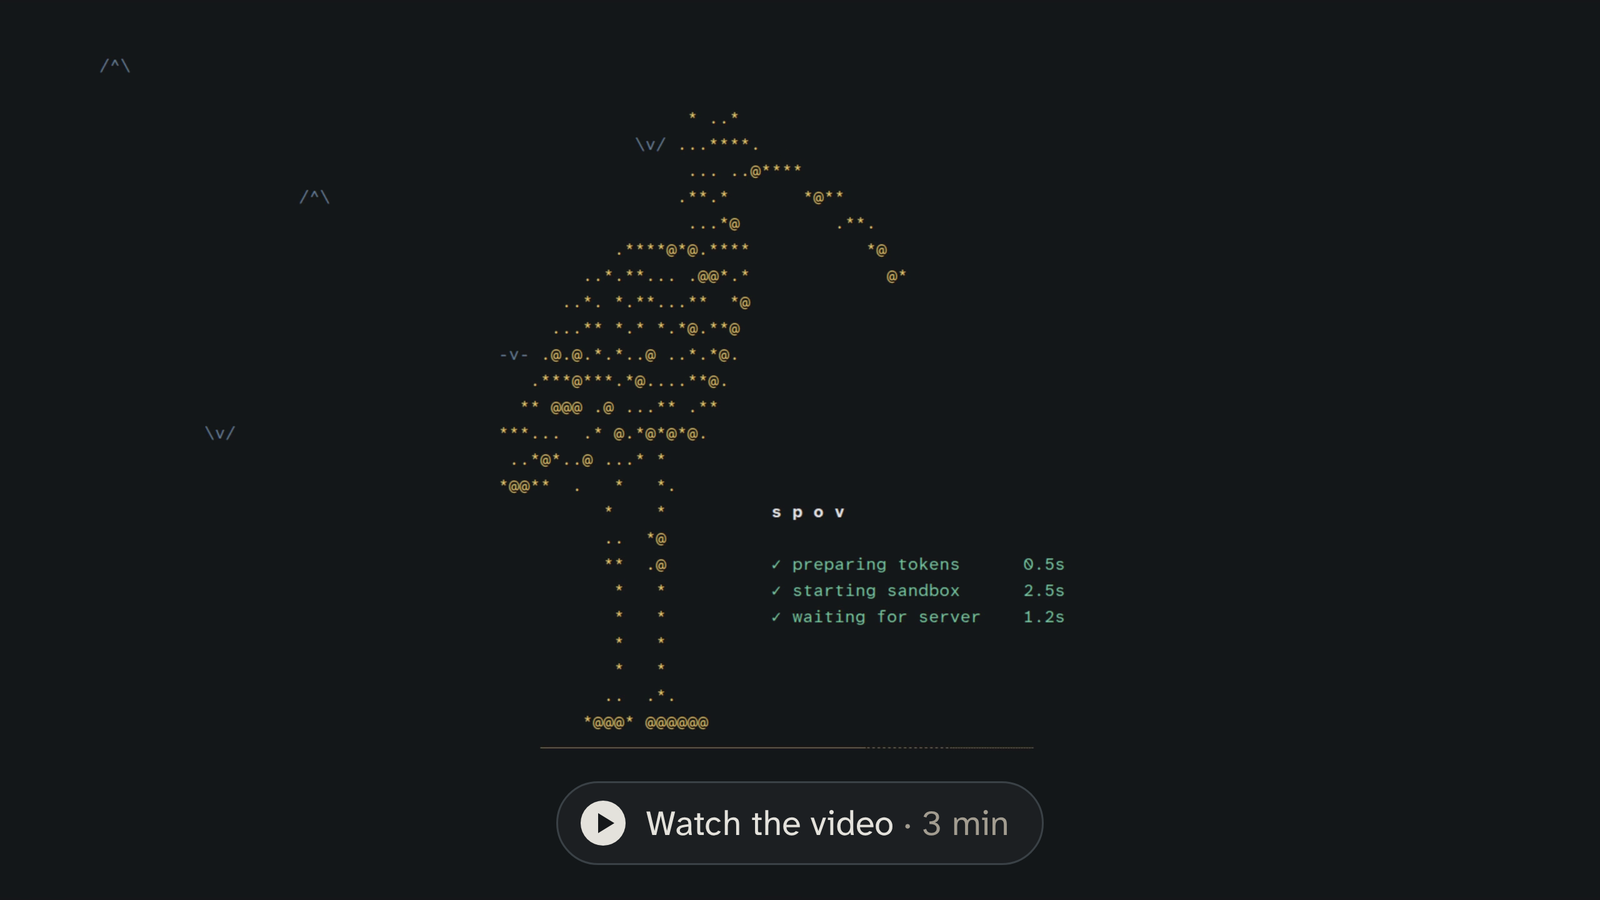 s p o v
✓ preparing tokens 0.5s
✓ starting sandbox 2.5s
✓ waiting for server 1.2s
Watch the video · 3 min